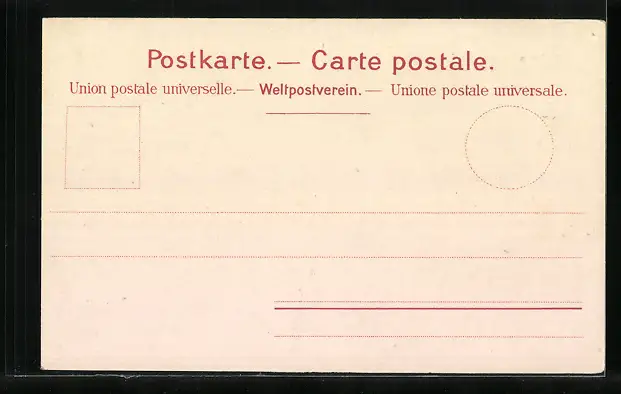 Postkarte. — Carte postale.
Union postale universelle. — Weltpostverein. — Unione postale universale.